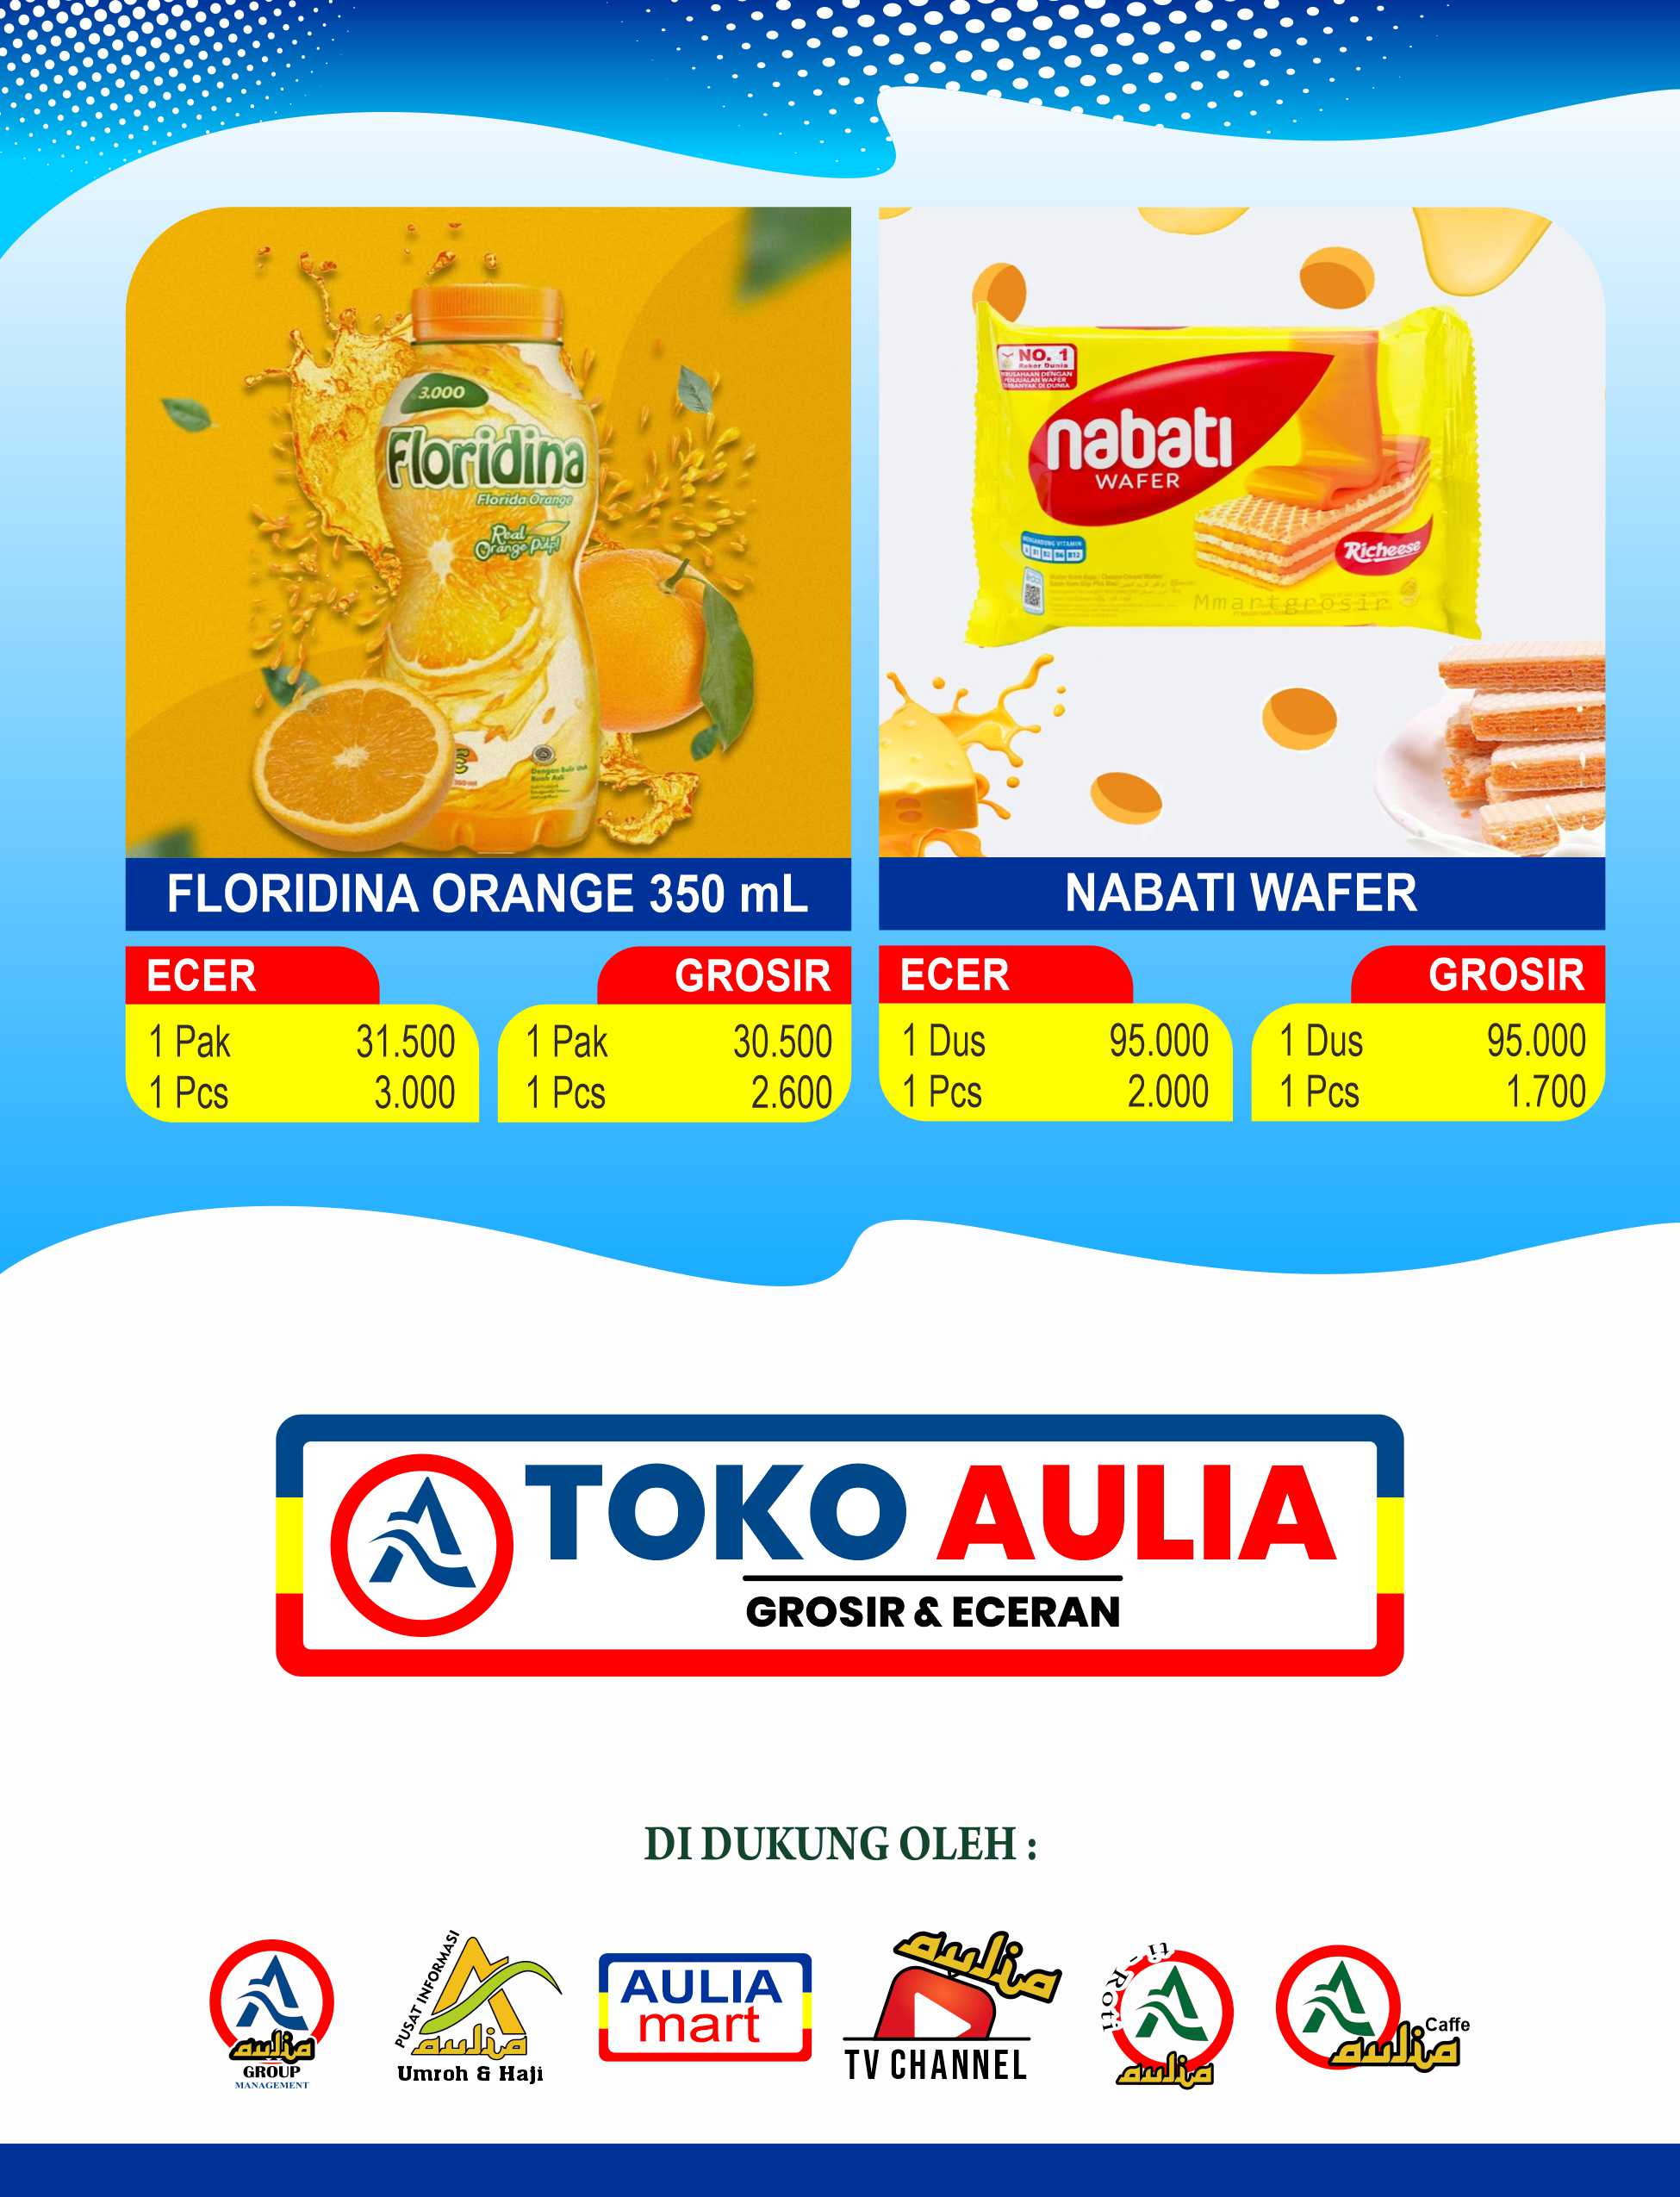 3.000
Floridina
Florida Orange
Real
Orange Pulp!
NO. 1
nabati
WAFER
Richeese
Mmartgrosir
FLORIDINA ORANGE 350 mL
NABATI WAFER
ECER
GROSIR
ECER
GROSIR
1 Pak 31.500
1 Pak 30.500
1 Dus 95.000
1 Dus 95.000
1 Pcs 3.000
1 Pcs 2.600
1 Pcs 2.000
1 Pcs 1.700
TOKO AULIA
GROSIR & ECERAN
DI DUKUNG OLEH :
aulia
GROUP
MANAGEMENT
PUSAT INFORMASI
aulia
Umroh & Haji
AULIA
mart
aulia
TV CHANNEL
ti - Roti
aulia
Caffe
aulia